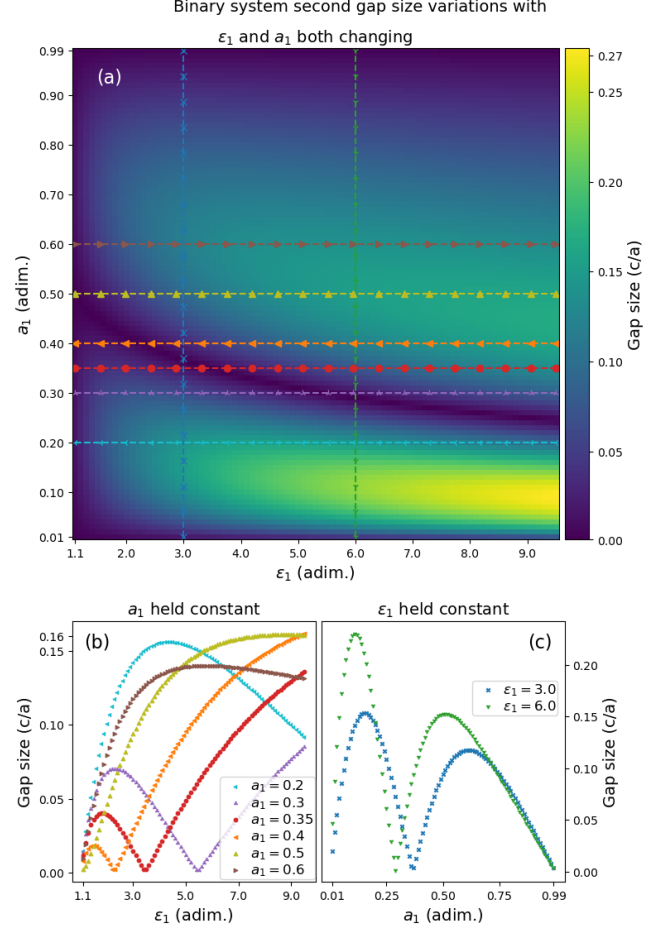 Binary system second gap size variations with
ε₁ and a₁ both changing
(a)
0.99
0.90
0.80
0.70
0.60
0.50
0.40
0.30
0.20
0.10
0.01
a₁ (adim.)
1.1 2.0 3.0 4.0 5.0 6.0 7.0 8.0 9.0
ε₁ (adim.)
0.27
0.25
0.20
0.15
0.10
0.05
0.00
Gap size (c/a)
a₁ held constant
(b)
0.16
0.15
0.10
0.05
0.00
Gap size (c/a)
a₁ = 0.2
a₁ = 0.3
a₁ = 0.35
a₁ = 0.4
a₁ = 0.5
a₁ = 0.6
1.1 3.0 5.0 7.0 9.0
ε₁ (adim.)
ε₁ held constant
(c)
ε₁ = 3.0
ε₁ = 6.0
0.20
0.15
0.10
0.05
0.00
Gap size (c/a)
0.01 0.25 0.50 0.75 0.99
a₁ (adim.)